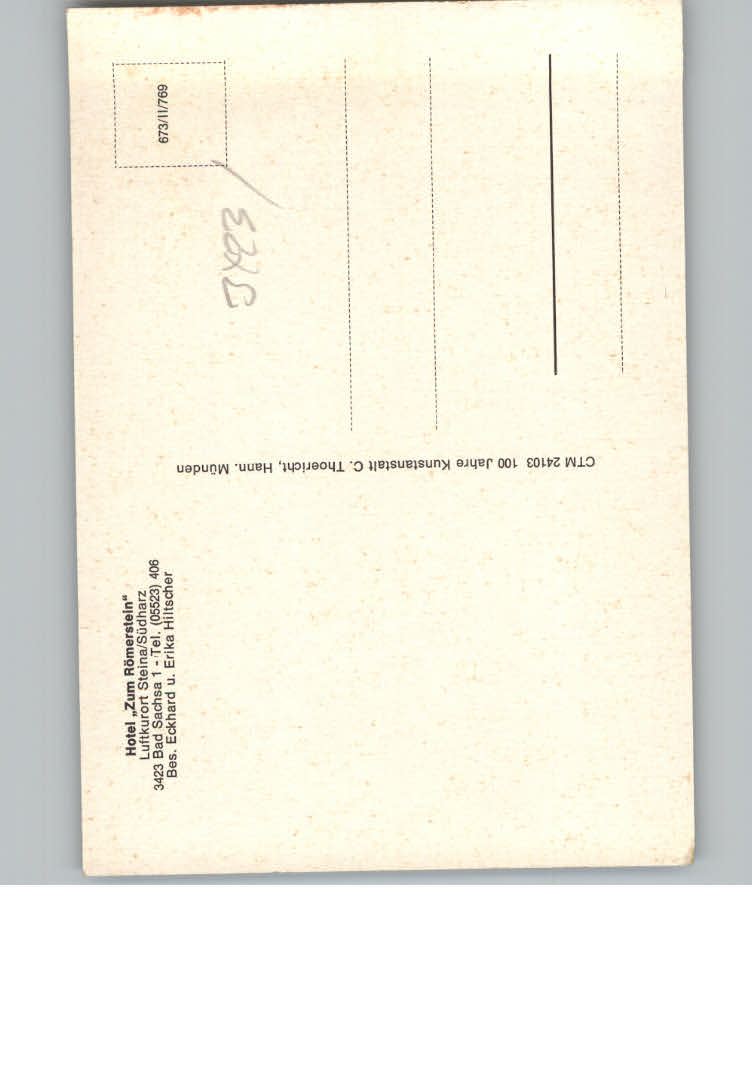 Hotel „Zum Römerstein“
Luftkurort Steina/Südharz
3423 Bad Sachsa 1 - Tel. (05523) 406
Bes. Eckhard u. Erika Hiltscher
CTM 24103 100 Jahre Kunstanstalt C. Thoericht, Hann. Münden
673/II/769